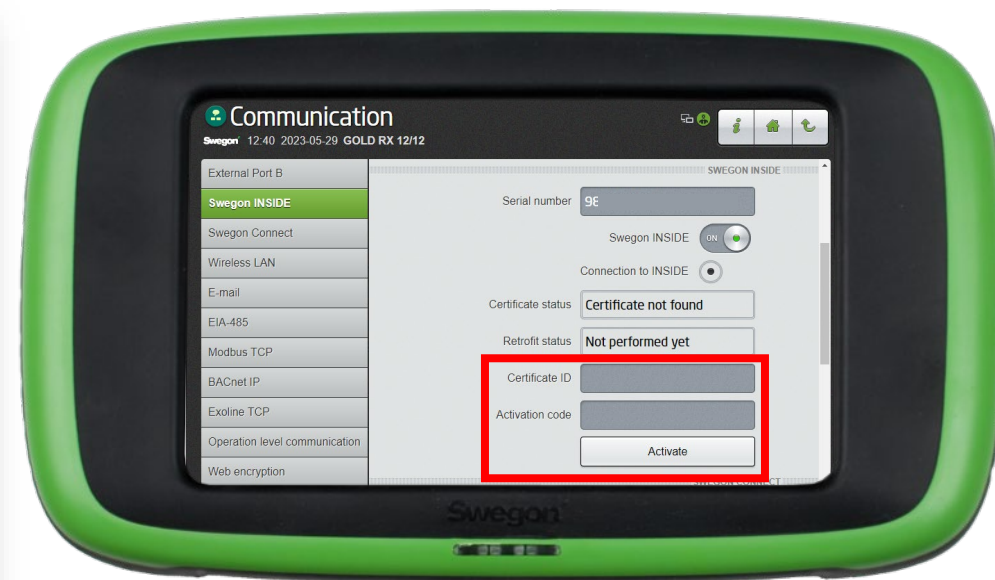 Communication
Swegon 12:40 2023-05-29 GOLD RX 12/12
External Port B
Swegon INSIDE
Swegon Connect
Wireless LAN
E-mail
EIA-485
Modbus TCP
BACnet IP
Exoline TCP
Operation level communication
Web encryption
SWEGON INSIDE
Serial number 98
Swegon INSIDE ON
Connection to INSIDE
Certificate status Certificate not found
Retrofit status Not performed yet
Certificate ID
Activation code
Activate
SWEGON CONNECT
Swegon